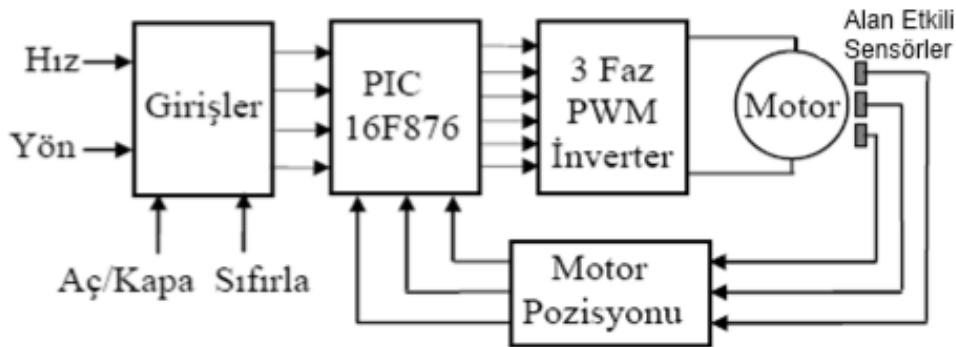 Hız
Yön
Girişler
Aç/Kapa
Sıfırla
PIC
16F876
3 Faz
PWM
İnverter
Motor
Alan Etkili
Sensörler
Motor
Pozisyonu